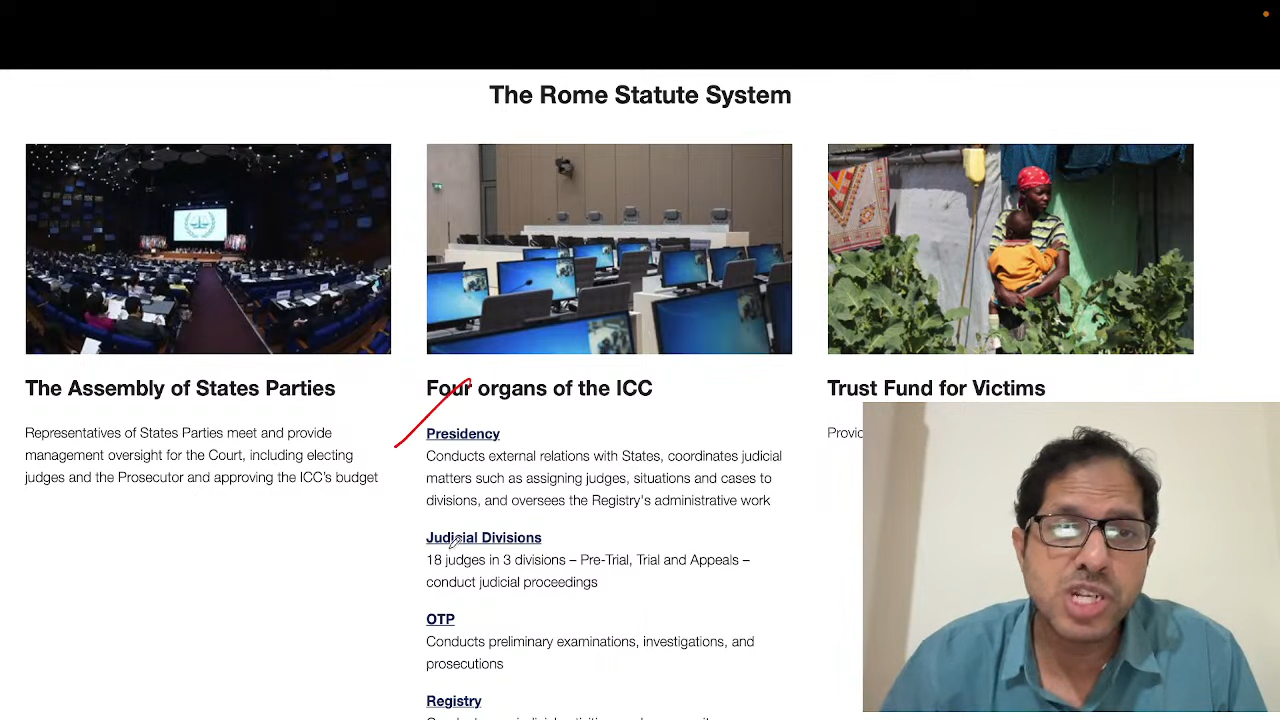 The Rome Statute System
The Assembly of States Parties
Representatives of States Parties meet and provide
management oversight for the Court, including electing
judges and the Prosecutor and approving the ICC's budget
Four organs of the ICC
Presidency
Conducts external relations with States, coordinates judicial
matters such as assigning judges, situations and cases to
divisions, and oversees the Registry's administrative work
Judicial Divisions
18 judges in 3 divisions – Pre-Trial, Trial and Appeals –
conduct judicial proceedings
OTP
Conducts preliminary examinations, investigations, and
prosecutions
Registry
Trust Fund for Victims